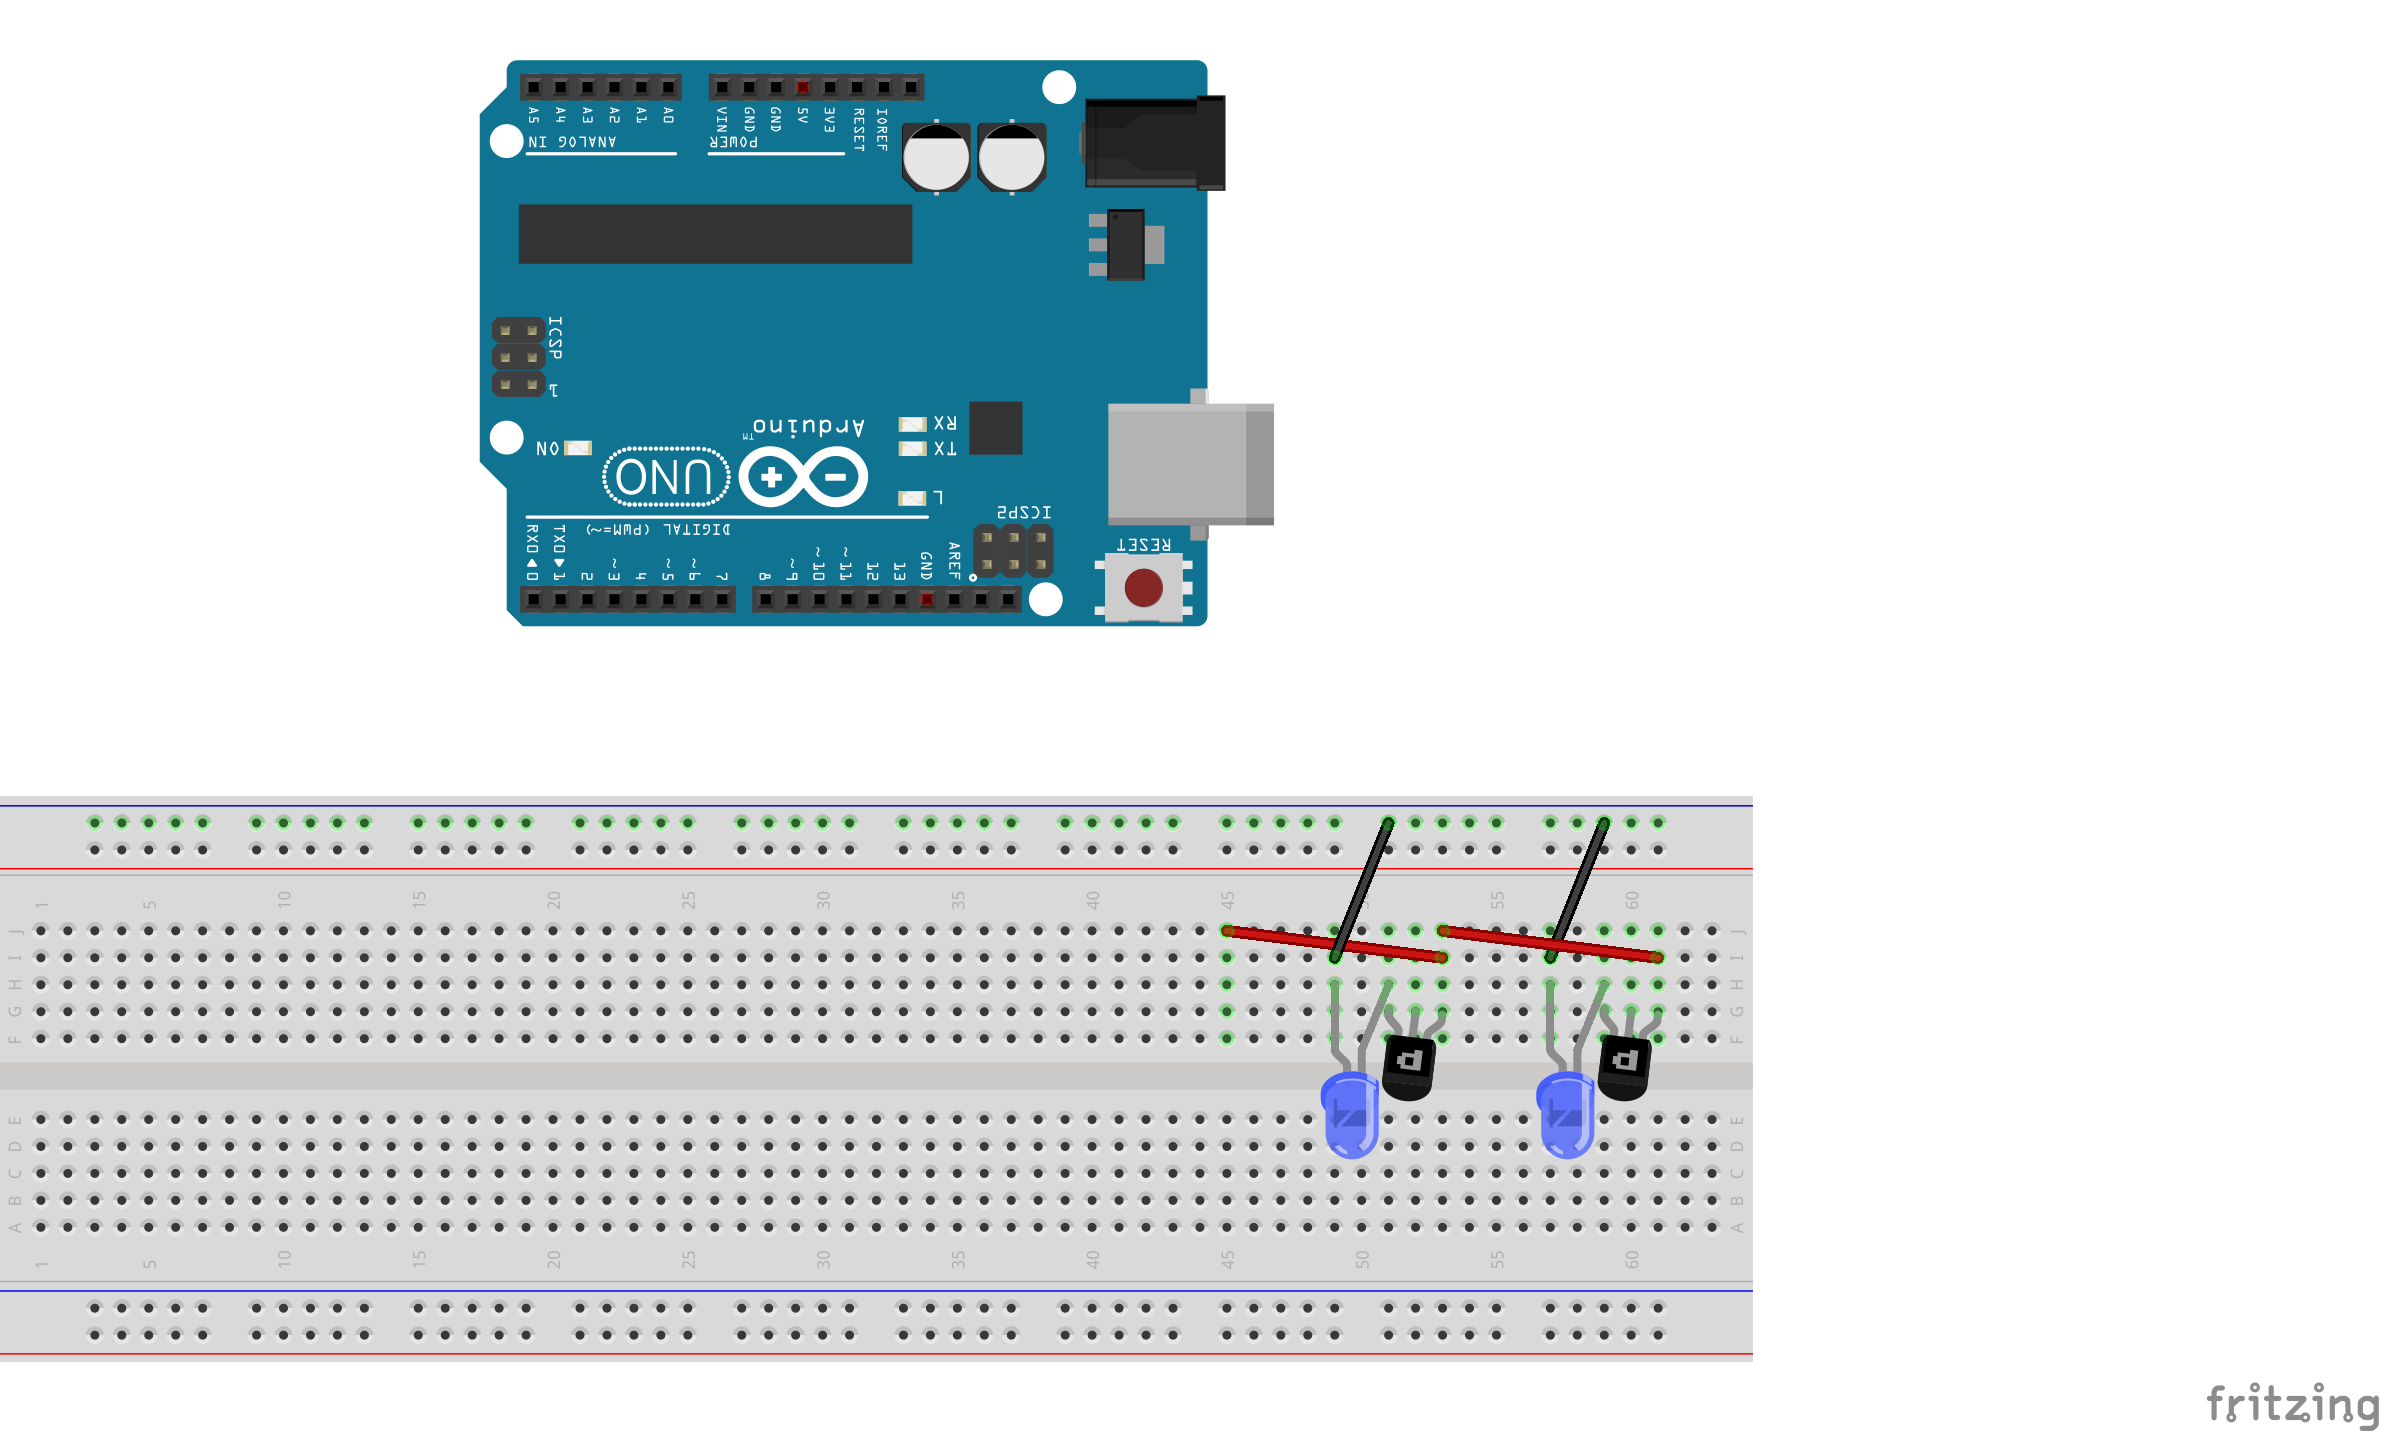 A5 A4 A3 A2 A1 A0 VIN GND GND 5V 3V3 RESET IOREF
ANALOG IN POWER
ICSP
1
Arduino
TM
RX
TX
ON
UNO
L
ICSP2
DIGITAL (PWM=~)
RESET
RX0◄0 TX0►1 2 ~3 4 ~5 ~6 7 8 ~9 ~10 ~11 12 13 GND AREF
1 5 10 15 20 25 30 35 40 45 55 60
J J
I I
H H
G G
F F
E E
D D
C C
B B
A A
1 5 10 15 20 25 30 35 40 45 50 55 60
fritzing